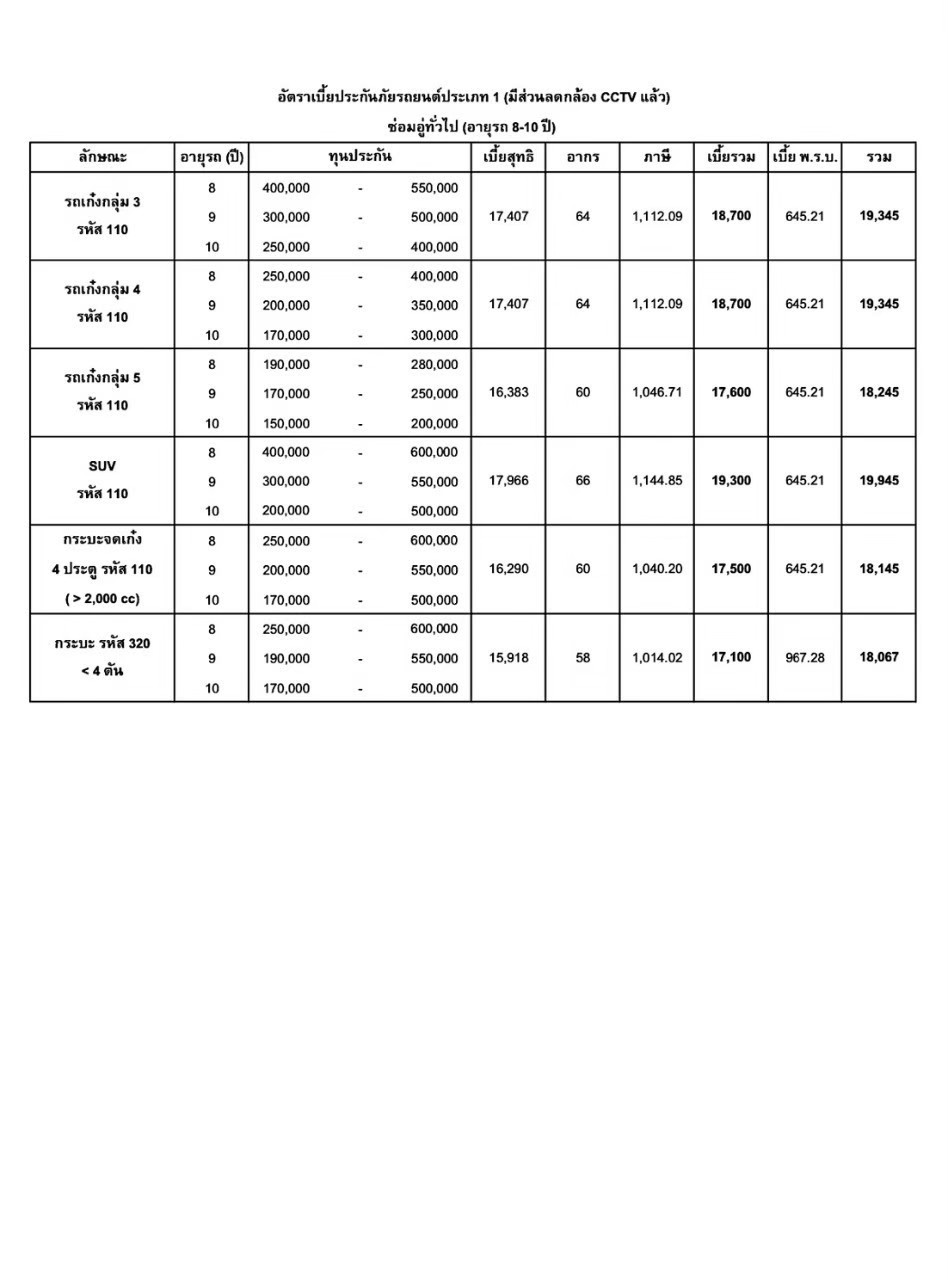 อัตราเบี้ยประกันภัยรถยนต์ประเภท 1 (มีส่วนลดกล้อง CCTV แล้ว)
ซ่อมอู่ทั่วไป (อายุรถ 8-10 ปี)
ลักษณะ อายุรถ (ปี) ทุนประกัน เบี้ยสุทธิ อากร ภาษี เบี้ยรวม เบี้ย พ.ร.บ. รวม
รถเก๋งกลุ่ม 3
รหัส 110
8 400,000 - 550,000
9 300,000 - 500,000 17,407 64 1,112.09 18,700 645.21 19,345
10 250,000 - 400,000
รถเก๋งกลุ่ม 4
รหัส 110
8 250,000 - 400,000
9 200,000 - 350,000 17,407 64 1,112.09 18,700 645.21 19,345
10 170,000 - 300,000
รถเก๋งกลุ่ม 5
รหัส 110
8 190,000 - 280,000
9 170,000 - 250,000 16,383 60 1,046.71 17,600 645.21 18,245
10 150,000 - 200,000
SUV
รหัส 110
8 400,000 - 600,000
9 300,000 - 550,000 17,966 66 1,144.85 19,300 645.21 19,945
10 200,000 - 500,000
กระบะจดเก๋ง 8 250,000 - 600,000
4 ประตู รหัส 110 9 200,000 - 550,000 16,290 60 1,040.20 17,500 645.21 18,145
( > 2,000 cc) 10 170,000 - 500,000
กระบะ รหัส 320
< 4 ตัน
8 250,000 - 600,000
9 190,000 - 550,000 15,918 58 1,014.02 17,100 967.28 18,067
10 170,000 - 500,000